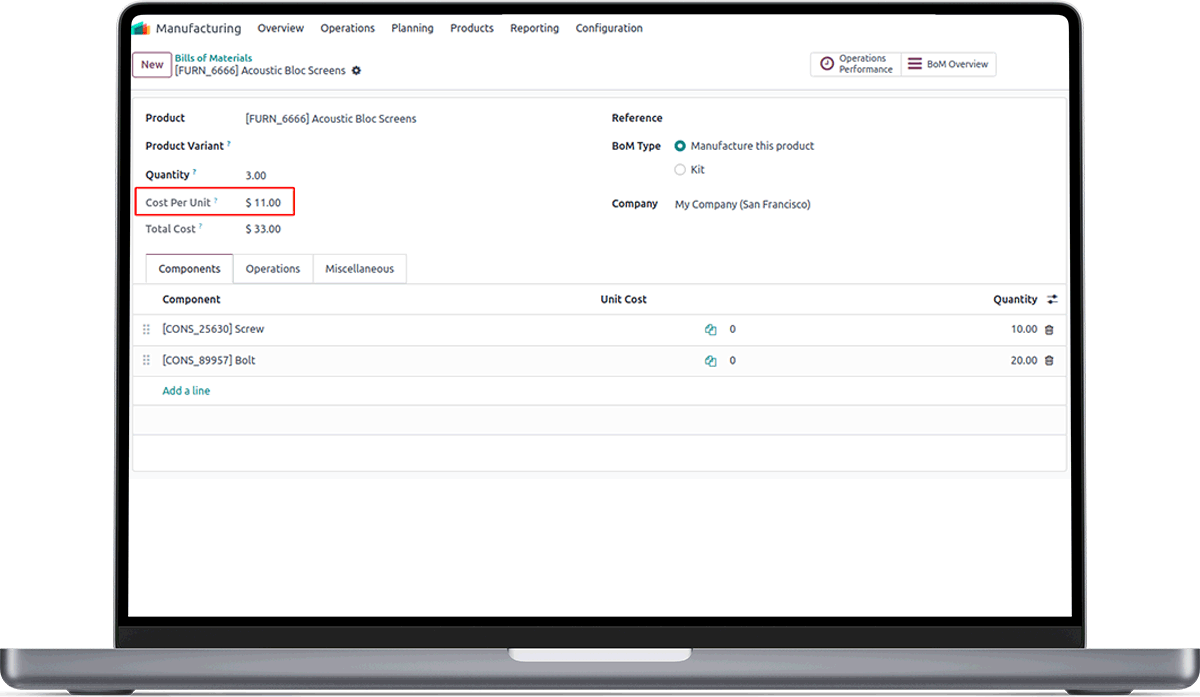 Manufacturing Overview Operations Planning Products Reporting Configuration
New
Bills of Materials
[FURN_6666] Acoustic Bloc Screens
Operations
Performance
BoM Overview
Product [FURN_6666] Acoustic Bloc Screens
Product Variant ?
Quantity ? 3.00
Cost Per Unit ? $ 11.00
Total Cost ? $ 33.00
Reference
BoM Type Manufacture this product
Kit
Company My Company (San Francisco)
Components Operations Miscellaneous
Component Unit Cost Quantity
[CONS_25630] Screw 0 10.00
[CONS_89957] Bolt 0 20.00
Add a line